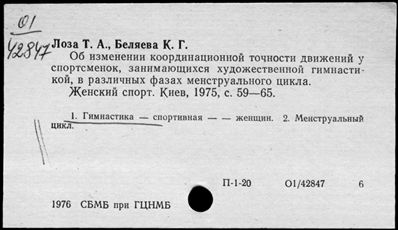 01
42847
Лоза Т. А., Беляева К. Г.
Об изменении координационной точности движений у
спортсменок, занимающихся художественной гимнасти-
кой, в различных фазах менструального цикла.
Женский спорт. Киев, 1975, с. 59—65.
1. Гимнастика — спортивная — — женщин. 2. Менструальный
цикл.
П-1-20 01/42847 6
1976 СБМБ при ГЦНМБ